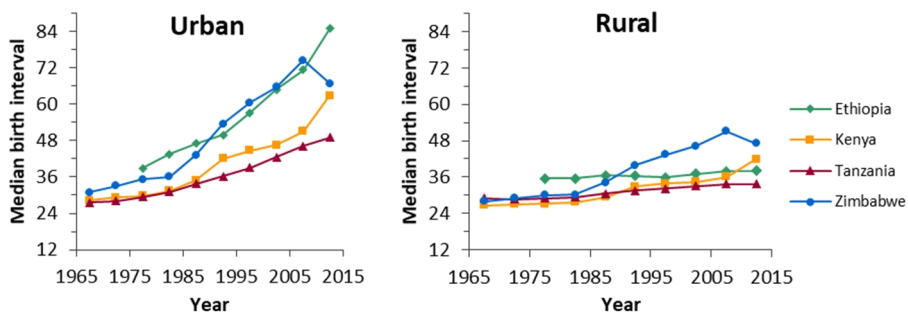 Urban
Median birth interval
84
72
60
48
36
24
12
1965 1975 1985 1995 2005 2015
Year
Rural
Median birth interval
84
72
60
48
36
24
12
1965 1975 1985 1995 2005 2015
Year
Ethiopia
Kenya
Tanzania
Zimbabwe